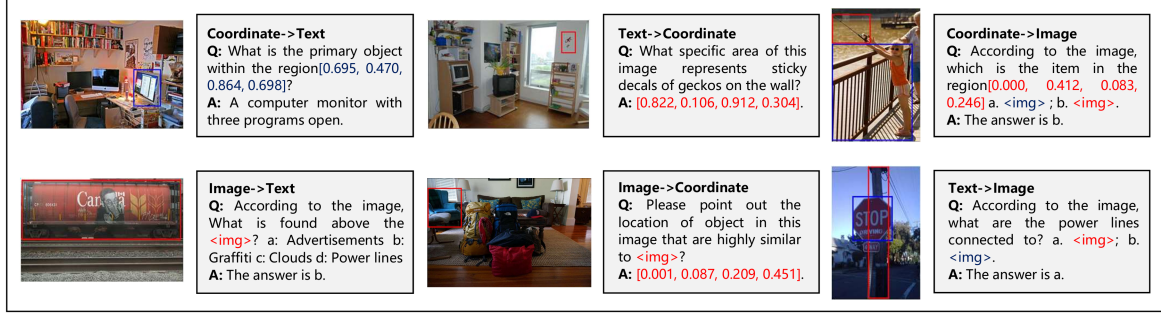 Coordinate->Text
Q: What is the primary object
within the region[0.695, 0.470,
0.864, 0.698]?
A: A computer monitor with
three programs open.
Text->Coordinate
Q: What specific area of this
image represents sticky
decals of geckos on the wall?
A: [0.822, 0.106, 0.912, 0.304].
Coordinate->Image
Q: According to the image,
which is the item in the
region[0.000, 0.412, 0.083,
0.246] a. <img> ; b. <img>.
A: The answer is b.
Canada
Image->Text
Q: According to the image,
What is found above the
<img>? a: Advertisements b:
Graffiti c: Clouds d: Power lines
A: The answer is b.
Image->Coordinate
Q: Please point out the
location of object in this
image that are highly similar
to <img>?
A: [0.001, 0.087, 0.209, 0.451].
STOP
Text->Image
Q: According to the image,
what are the power lines
connected to? a. <img>; b.
<img>.
A: The answer is a.